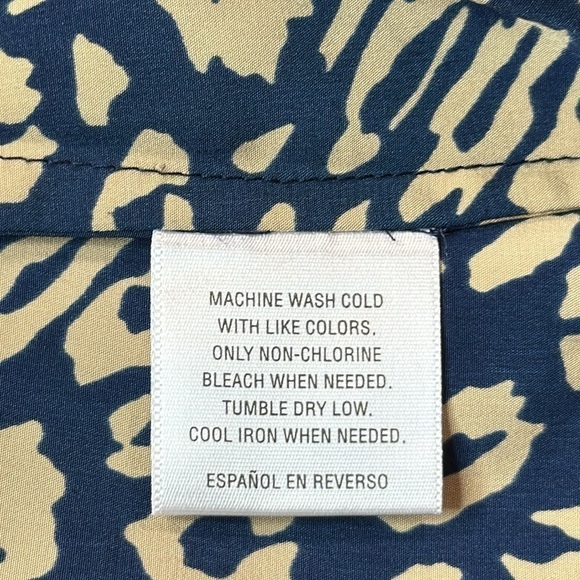 MACHINE WASH COLD
WITH LIKE COLORS.
ONLY NON-CHLORINE
BLEACH WHEN NEEDED.
TUMBLE DRY LOW.
COOL IRON WHEN NEEDED.
ESPAÑOL EN REVERSO